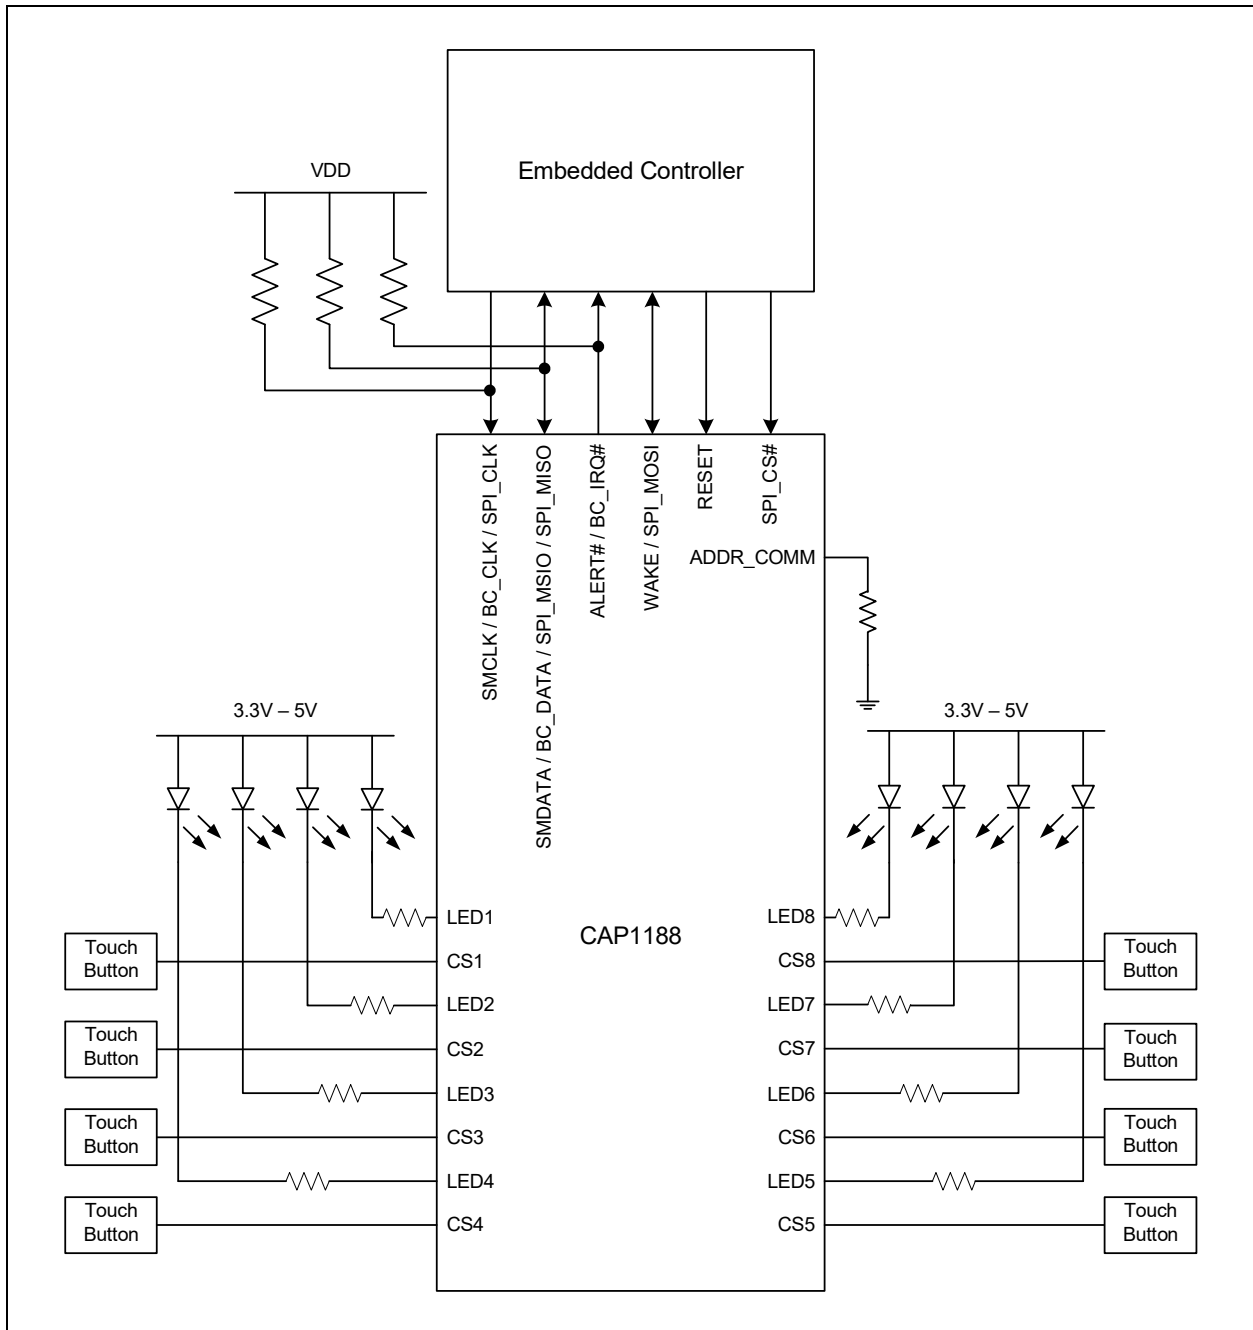 Embedded Controller
VDD
SMCLK / BC_CLK / SPI_CLK
SMDATA / BC_DATA / SPI_MSIO / SPI_MISO
ALERT# / BC_IRQ#
WAKE / SPI_MOSI
RESET
SPI_CS#
ADDR_COMM
3.3V – 5V
3.3V – 5V
CAP1188
LED1
LED8
Touch
Button
CS1
CS8
Touch
Button
LED2
LED7
Touch
Button
CS2
CS7
Touch
Button
LED3
LED6
Touch
Button
CS3
CS6
Touch
Button
LED4
LED5
Touch
Button
CS4
CS5
Touch
Button